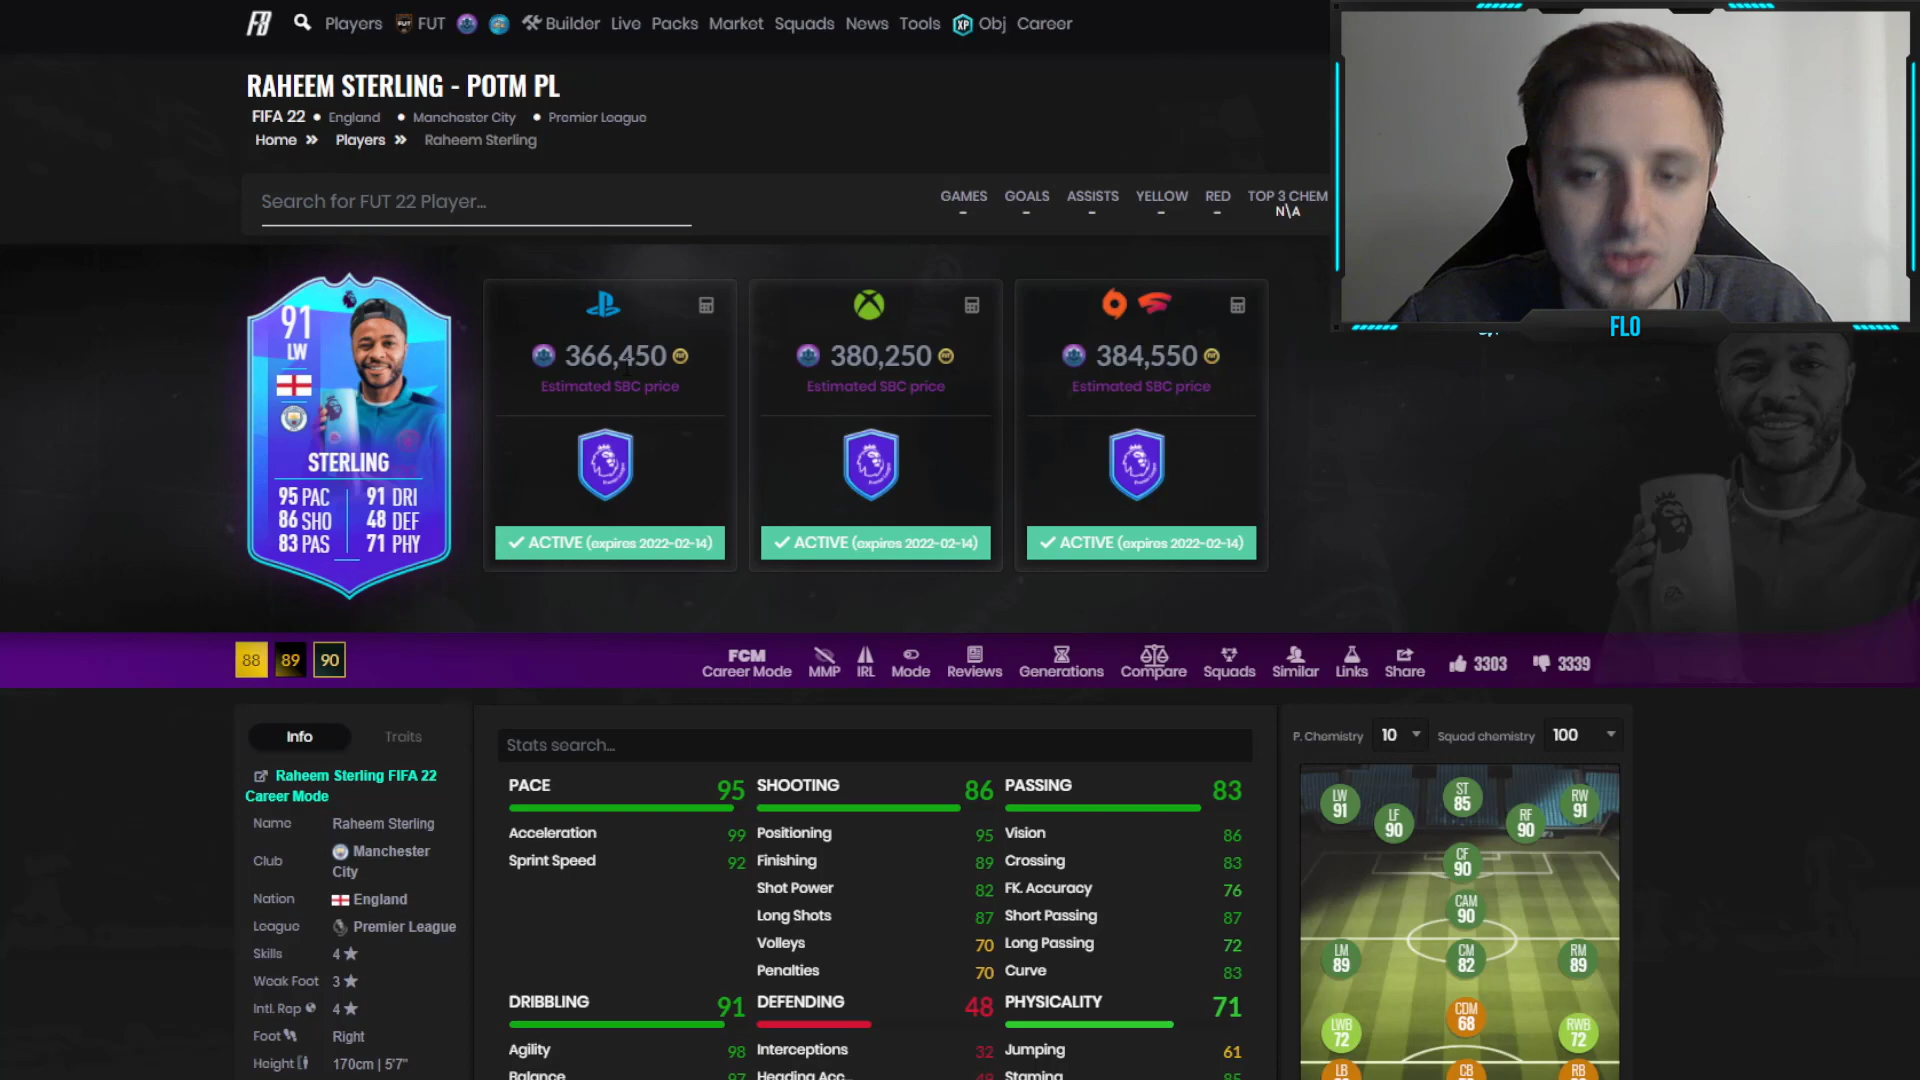 Players FUT Builder Live Packs Market Squads News Tools XP Obj Career
RAHEEM STERLING - POTM PL
FIFA 22 • England • Manchester City • Premier League
Home » Players » Raheem Sterling
Search for FUT 22 Player...
GAMES GOALS ASSISTS YELLOW RED TOP 3 CHEM
- - - - - N\A
FLO
91
LW
STERLING
95 PAC 91 DRI
86 SHO 48 DEF
83 PAS 71 PHY
366,450
Estimated SBC price
ACTIVE (expires 2022-02-14)
380,250
Estimated SBC price
ACTIVE (expires 2022-02-14)
384,550
Estimated SBC price
ACTIVE (expires 2022-02-14)
88 89 90
FCM
Career Mode MMP IRL Mode Reviews Generations Compare Squads Similar Links Share 3303 3339
Info Traits
Raheem Sterling FIFA 22
Career Mode
Name Raheem Sterling
Club Manchester
City
Nation England
League Premier League
Skills 4 ★
Weak Foot 3 ★
Intl. Rep 4 ★
Foot Right
Height 170cm | 5'7"
Stats search...
PACE 95
Acceleration 99
Sprint Speed 92
SHOOTING 86
Positioning 95
Finishing 89
Shot Power 82
Long Shots 87
Volleys 70
Penalties 70
PASSING 83
Vision 86
Crossing 83
FK. Accuracy 76
Short Passing 87
Long Passing 72
Curve 83
DRIBBLING 91
Agility 98
Balance 97
DEFENDING 48
Interceptions 32
Heading Acc.
PHYSICALITY 71
Jumping 61
Stamina 85
P. Chemistry 10 Squad chemistry 100
LW
91
LF
90
ST
85
RF
90
RW
91
CF
90
CAM
90
LM
89
CM
82
RM
89
CDM
68
LWB
72
RWB
72
LB
CB
RB